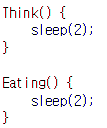 Think() {
    sleep(2);
}

Eating() {
    sleep(2);
}